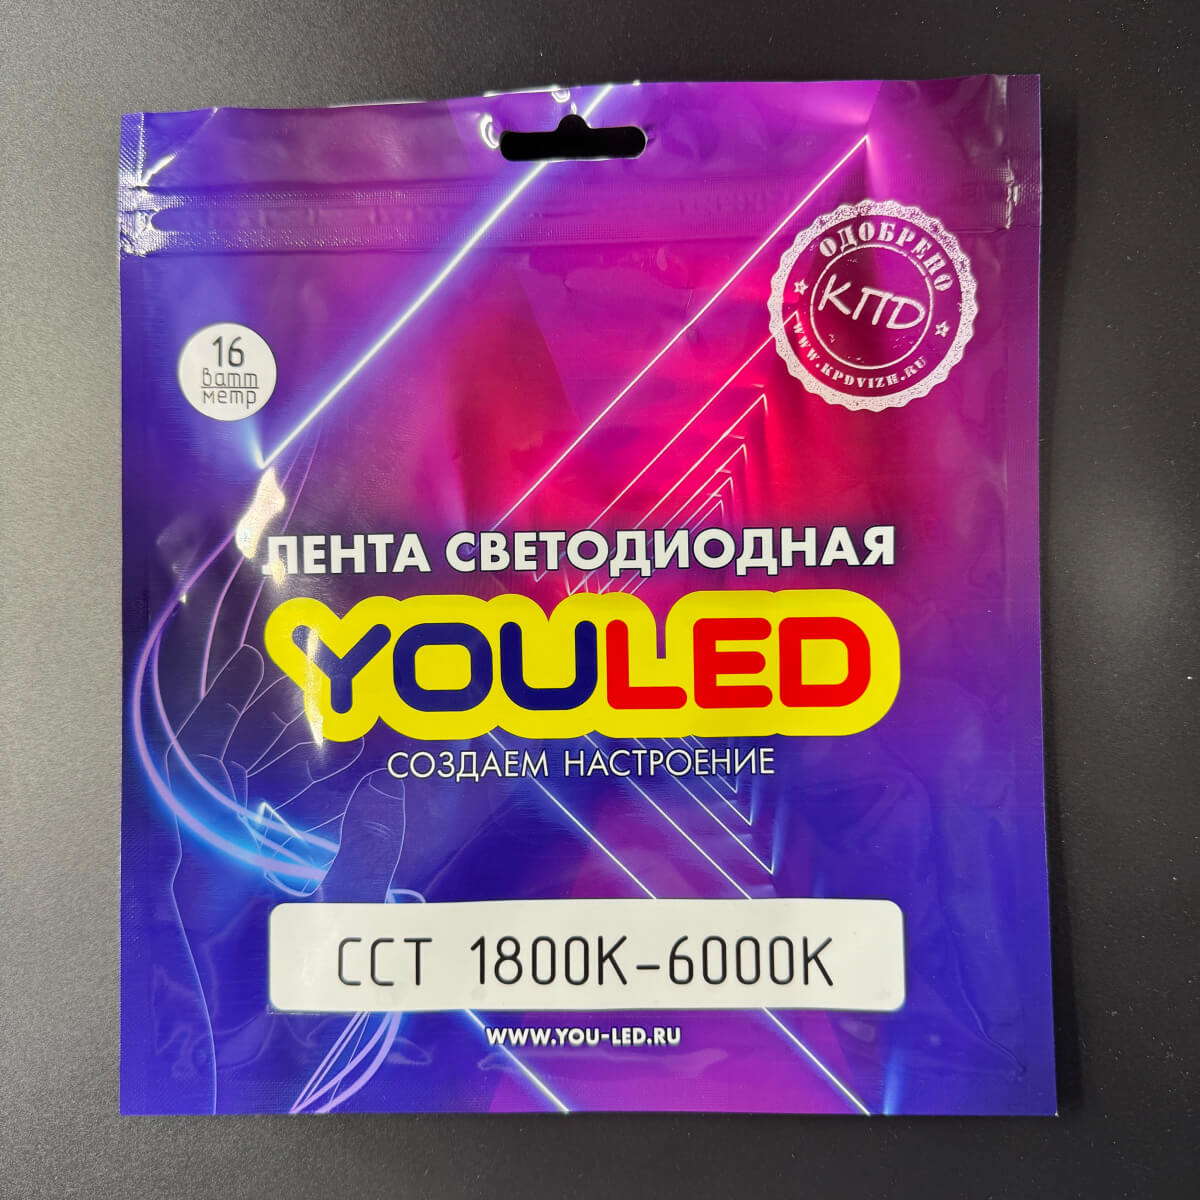 ОДОБРЕНО
КПД
WWW.KPDVIZH.RU
16
ватт
метр
ЛЕНТА СВЕТОДИОДНАЯ
YOULED
СОЗДАЕМ НАСТРОЕНИЕ
CCT 1800K-6000K
WWW.YOU-LED.RU